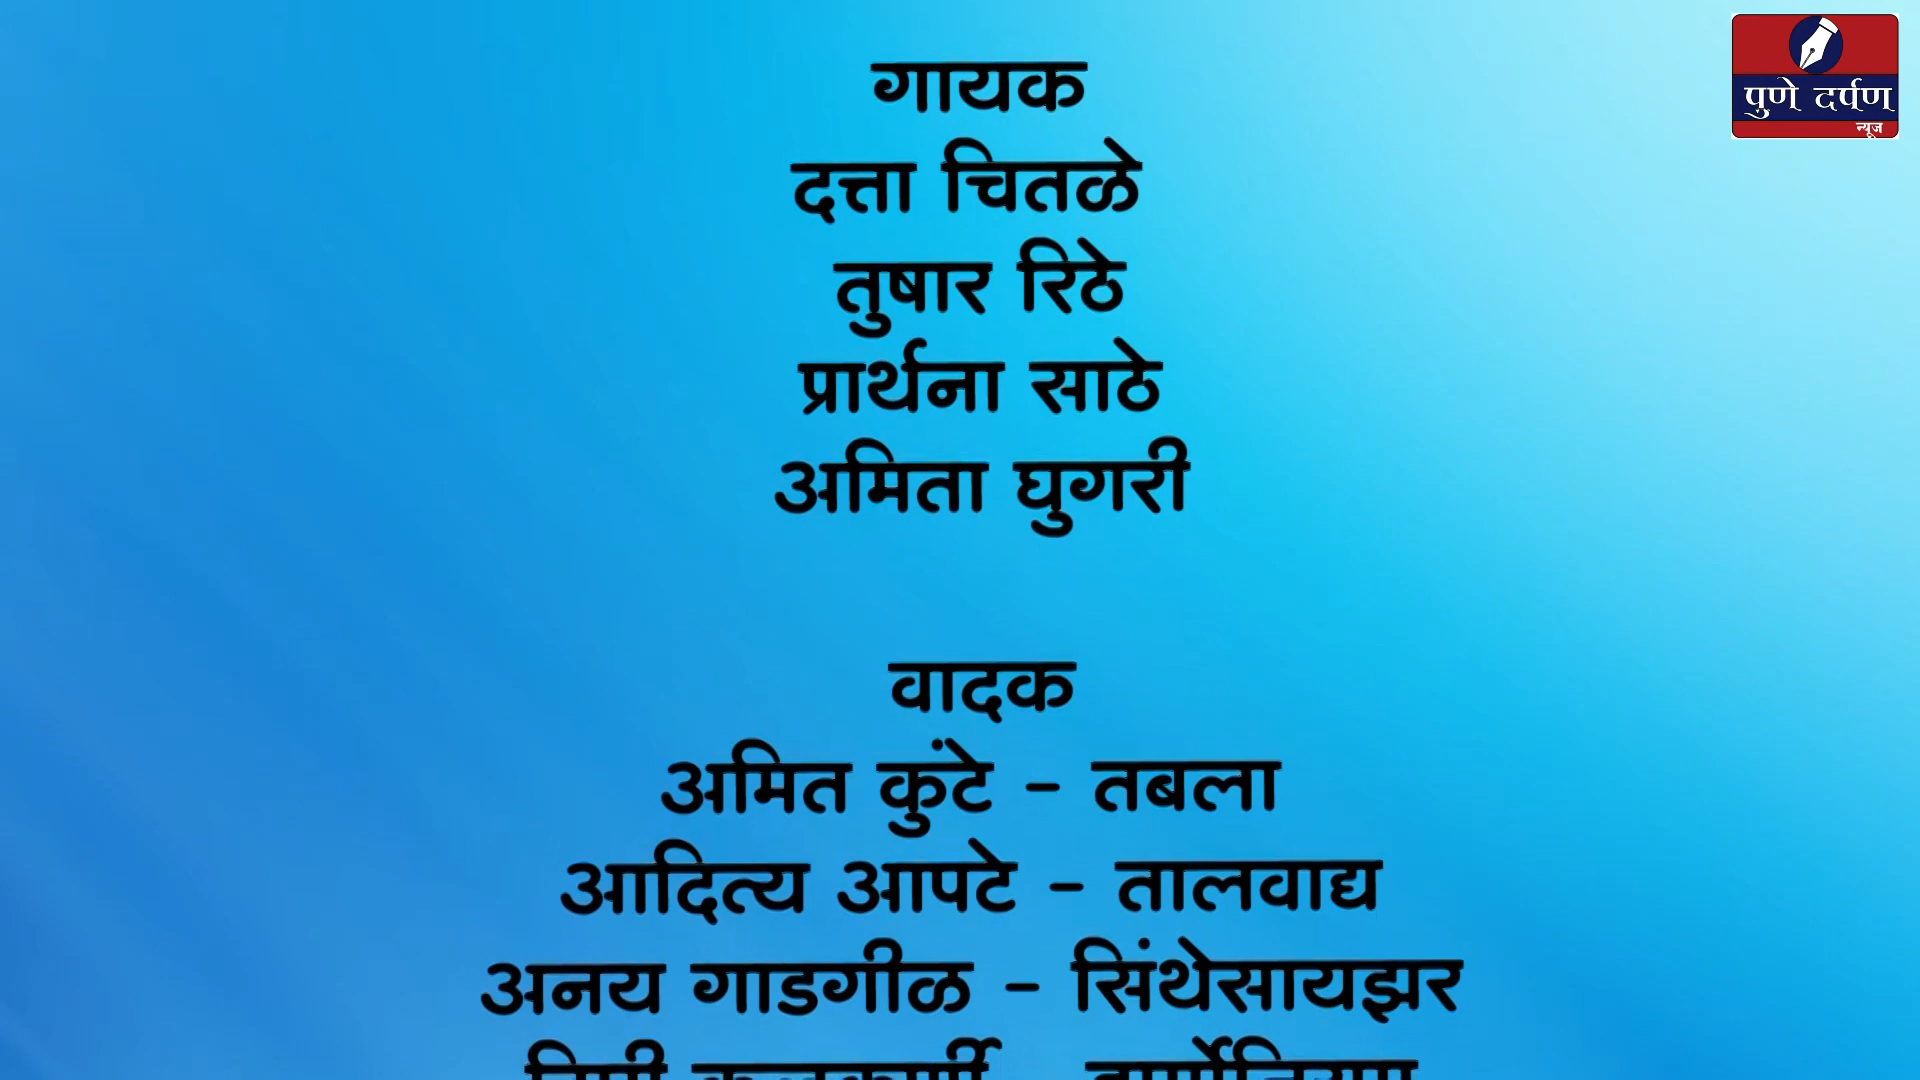 पुणे दर्पण
न्यूज
गायक
दत्ता चितळे
तुषार रिठे
प्रार्थना साठे
अमिता घुगरी
वादक
अमित कुंटे - तबला
आदित्य आपटे - तालवाद्य
अनय गाडगीळ - सिंथेसायझर